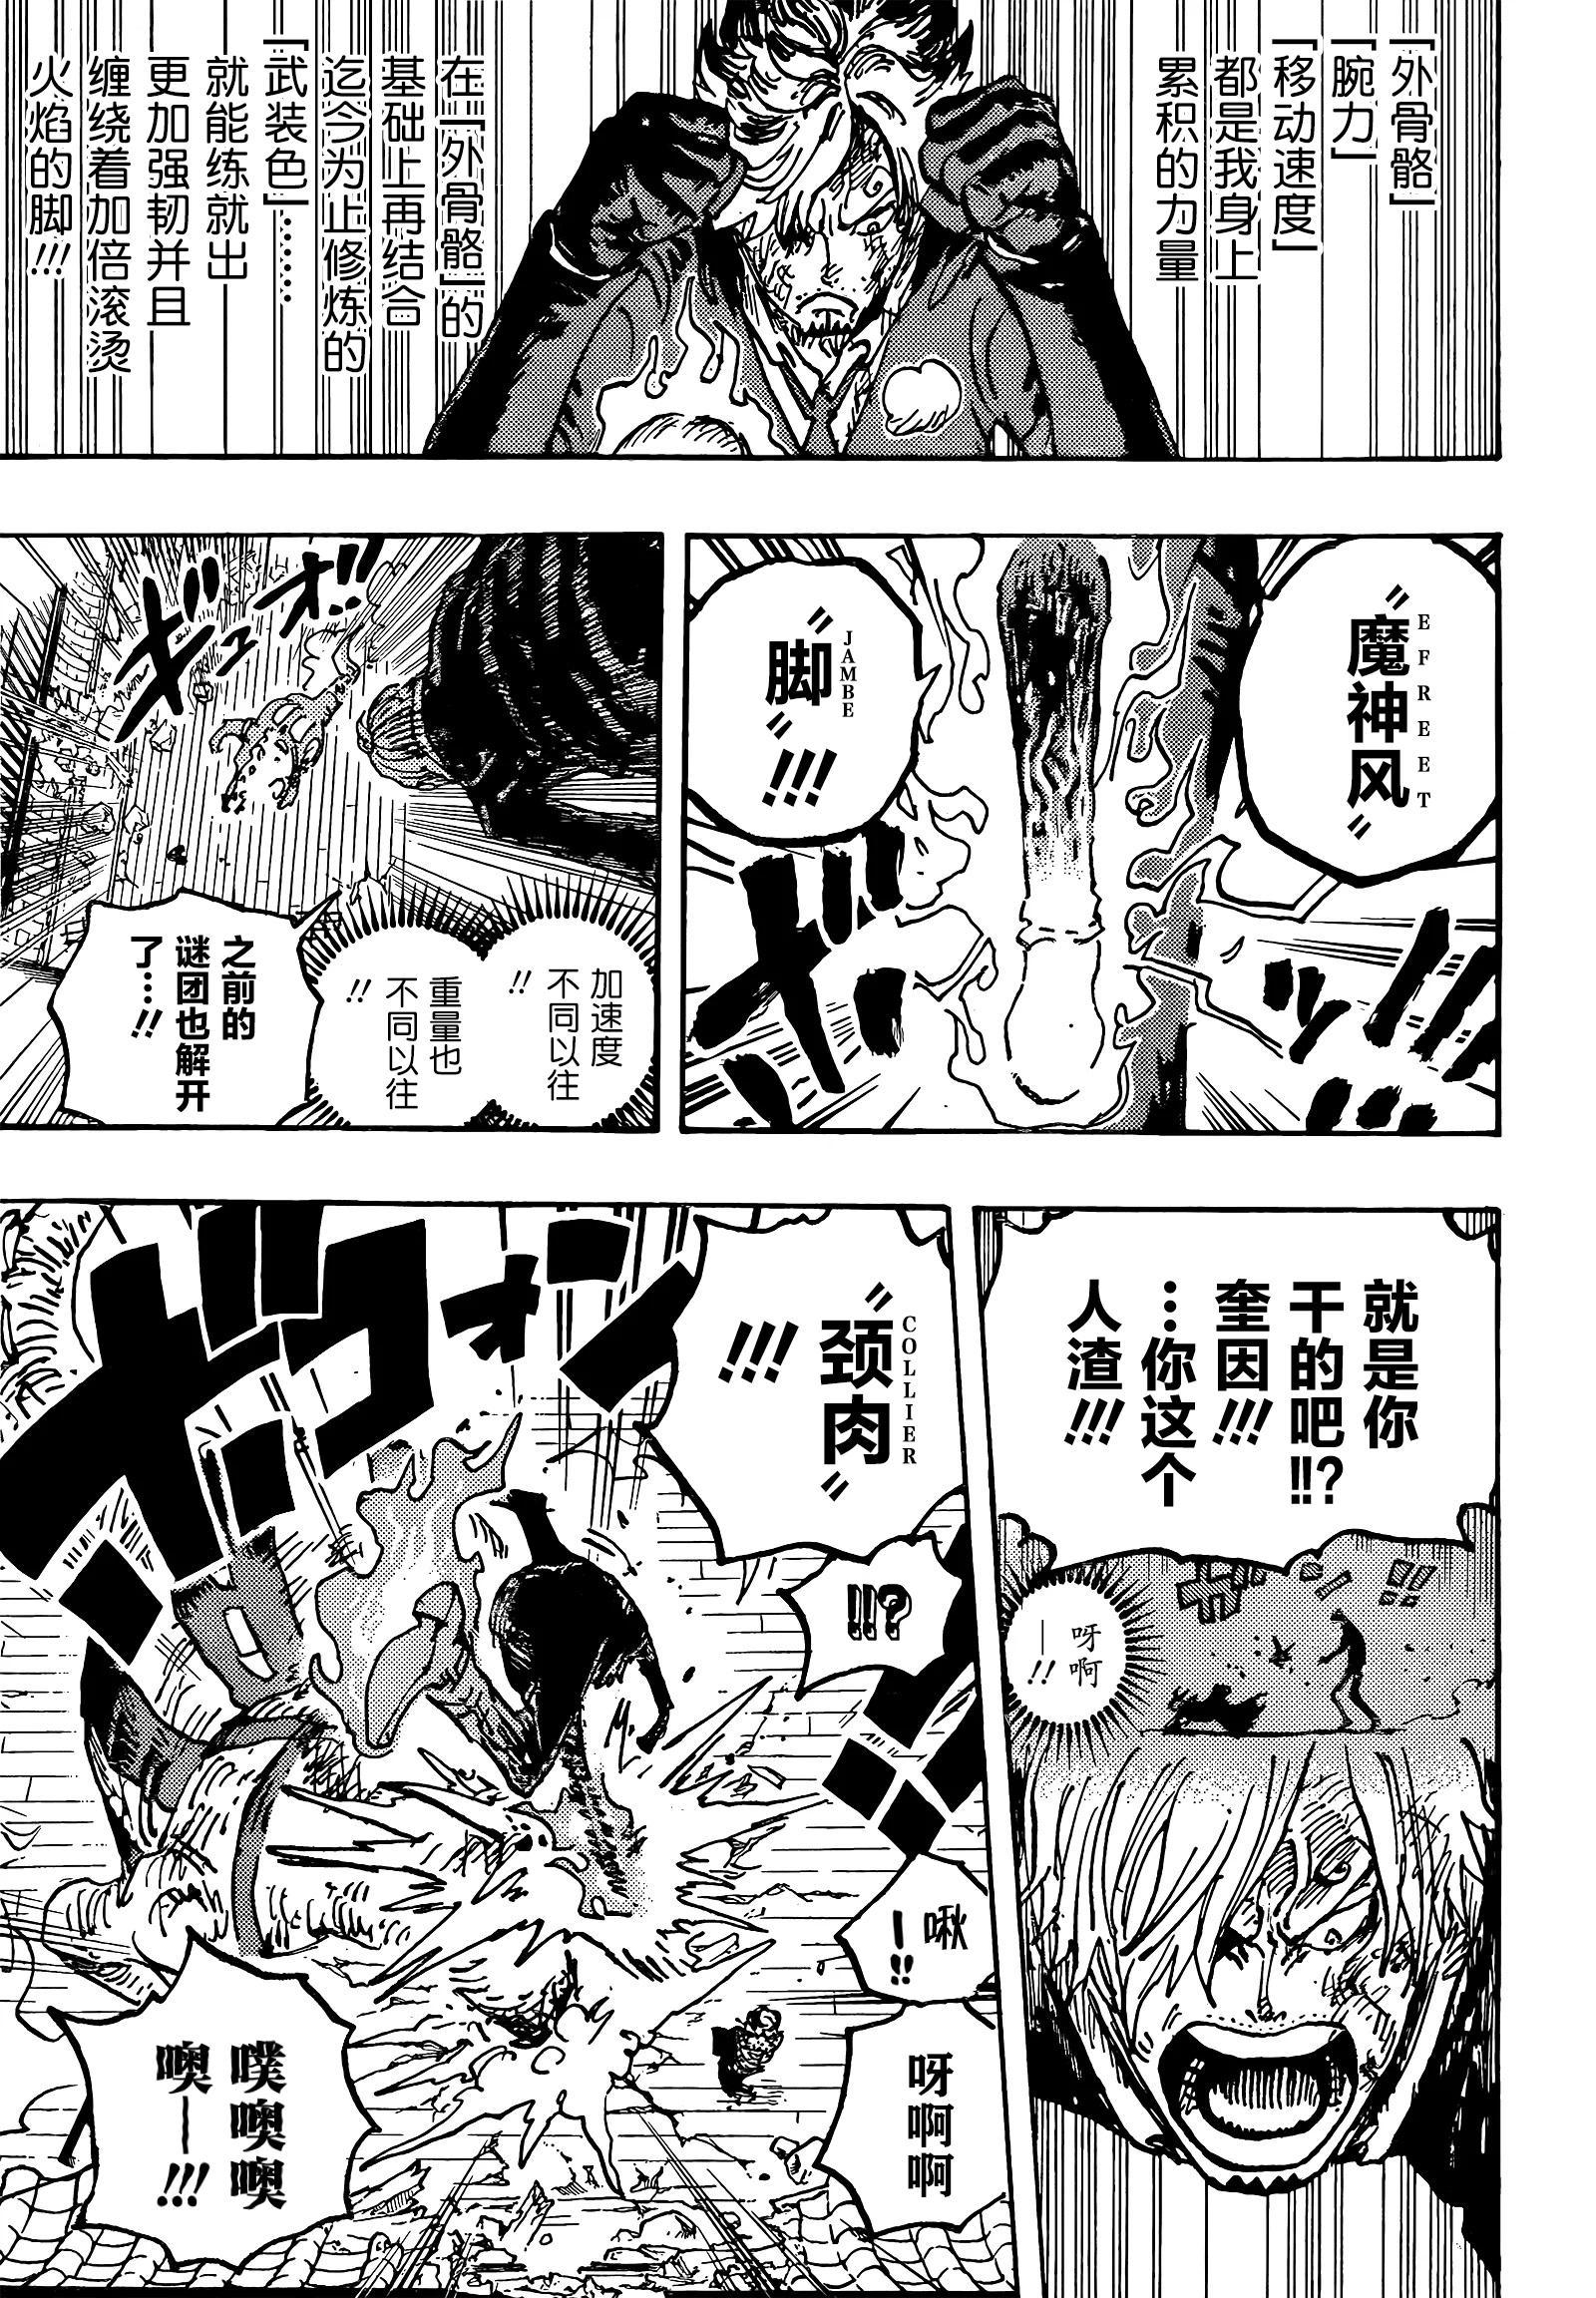 「外骨骼」
「腕力」
「移动速度」
都是我身上
累积的力量
在「外骨骼」的
基础上再结合
迄今为止修炼的
「武装色」……
就能练就出
更加强韧并且
缠绕着加倍滚烫
火焰的脚!!!
EFREET
“魔神风”
JAMBE
“脚”
!!!
ズバッ!!!
加速度
不同以往
!!
重量也
不同以往
!!
ギュオ!!
之前的
谜团也解开
了…!!
就是你
干的吧!!?
奎因!!!
…你这个
人渣!!!
呀啊
—!!
COLLIER
“颈肉”
!!!
ドゴォン
!!?
啾
—!!
呀啊啊
噗噢噢
噢—!!!